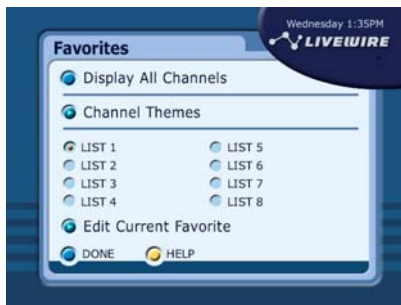 Wednesday 1:35PM
LIVEWIRE
Favorites
Display All Channels
Channel Themes
LIST 1 LIST 5
LIST 2 LIST 6
LIST 3 LIST 7
LIST 4 LIST 8
Edit Current Favorite
DONE HELP